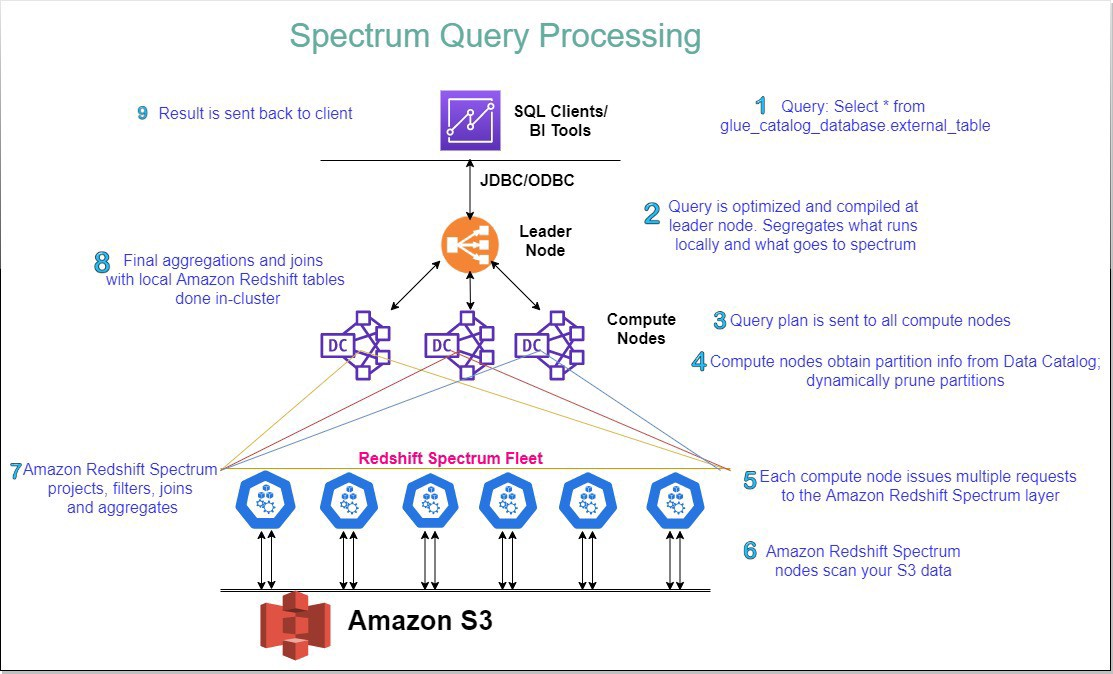 Spectrum Query Processing
9 Result is sent back to client
SQL Clients/
BI Tools
1 Query: Select * from
glue_catalog_database.external_table
JDBC/ODBC
2 Query is optimized and compiled at
leader node. Segregates what runs
locally and what goes to spectrum
Leader
Node
8 Final aggregations and joins
with local Amazon Redshift tables
done in-cluster
DC
DC
DC
Compute
Nodes
3 Query plan is sent to all compute nodes
4 Compute nodes obtain partition info from Data Catalog;
dynamically prune partitions
Redshift Spectrum Fleet
7 Amazon Redshift Spectrum
projects, filters, joins
and aggregates
5 Each compute node issues multiple requests
to the Amazon Redshift Spectrum layer
6 Amazon Redshift Spectrum
nodes scan your S3 data
Amazon S3